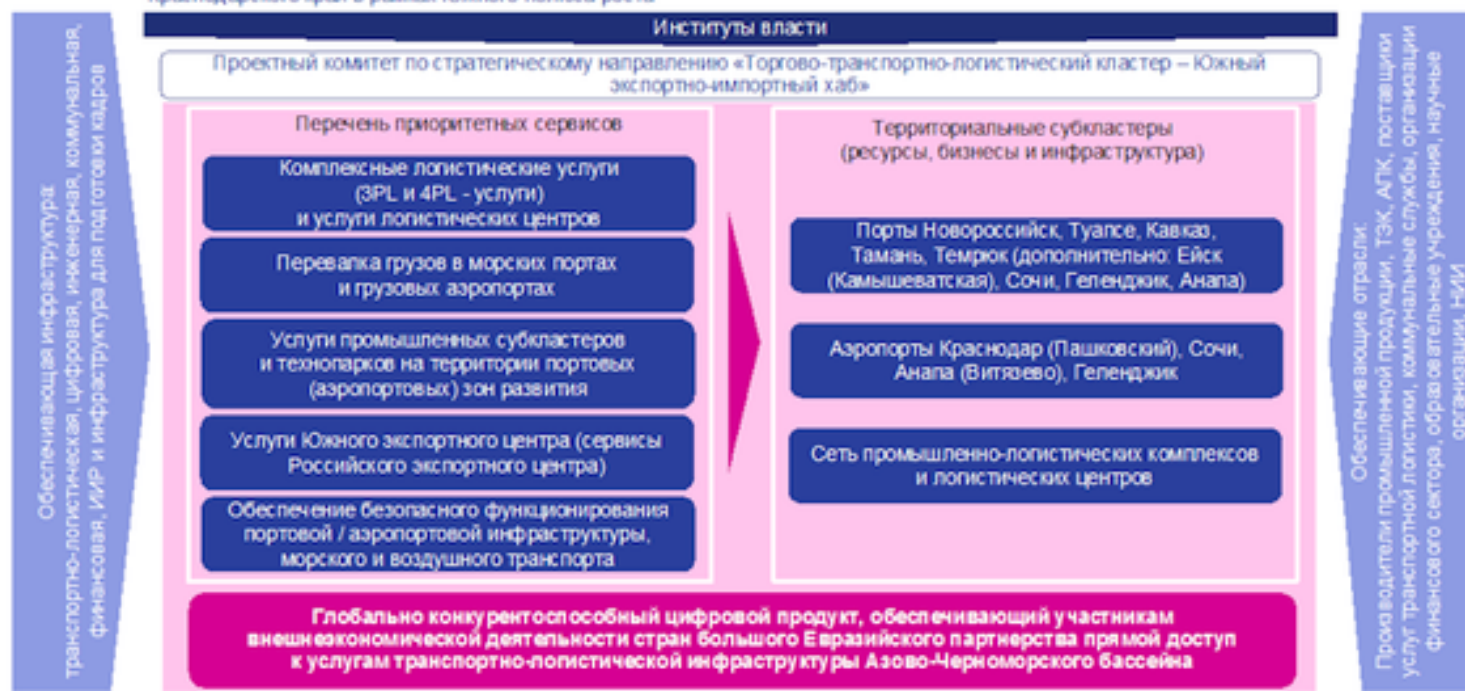 Обеспечивающая инфраструктура:
транспортно-логистическая, цифровая, инженерная, коммунальная,
финансовая, ИИР и инфраструктура для подготовки кадров
Институты власти
Проектный комитет по стратегическому направлению «Торгово-транспортно-логистический кластер – Южный
экспортно-импортный хаб»
Перечень приоритетных сервисов
Комплексные логистические услуги
(3PL и 4PL - услуги)
и услуги логистических центров
Перевалка грузов в морских портах
и грузовых аэропортах
Услуги промышленных субкластеров
и технопарков на территории портовых
(аэропортовых) зон развития
Услуги Южного экспортного центра (сервисы
Российского экспортного центра)
Обеспечение безопасного функционирования
портовой / аэропортовой инфраструктуры,
морского и воздушного транспорта
Территориальные субкластеры
(ресурсы, бизнесы и инфраструктура)
Порты Новороссийск, Туапсе, Кавказ,
Тамань, Темрюк (дополнительно: Ейск
(Камышеватская), Сочи, Геленджик, Анапа)
Аэропорты Краснодар (Пашковский), Сочи,
Анапа (Витязево), Геленджик
Сеть промышленно-логистических комплексов
и логистических центров
Глобально конкурентоспособный цифровой продукт, обеспечивающий участникам
внешнеэкономической деятельности стран большого Евразийского партнерства прямой доступ
к услугам транспортно-логистической инфраструктуры Азово-Черноморского бассейна
Обеспечивающие отрасли:
Производители промышленной продукции, ТЭК, АПК, поставщики
услуг транспортной логистики, коммунальные службы, организации
финансового сектора, образовательные учреждения, научные
организации, НИИ